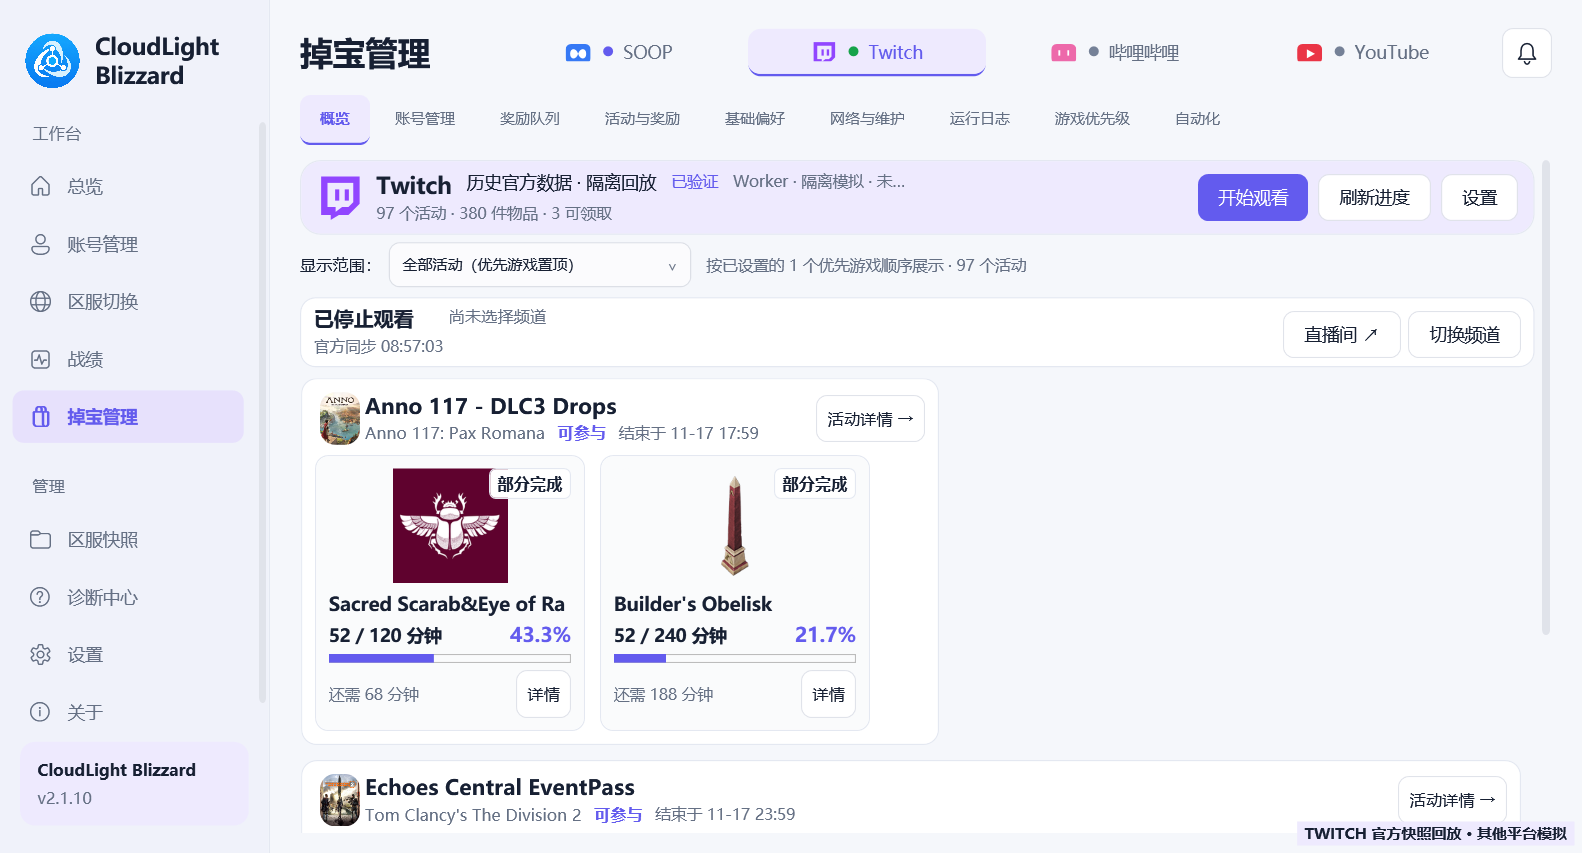 CloudLight
Blizzard
工作台
总览
账号管理
区服切换
战绩
掉宝管理
管理
区服快照
诊断中心
设置
关于
CloudLight Blizzard
v2.1.10
掉宝管理
SOOP
Twitch
哔哩哔哩
YouTube
概览
账号管理
奖励队列
活动与奖励
基础偏好
网络与维护
运行日志
游戏优先级
自动化
Twitch 历史官方数据 · 隔离回放 已验证 Worker · 隔离模拟 · 未...
97 个活动 · 380 件物品 · 3 可领取
开始观看
刷新进度
设置
显示范围：
全部活动（优先游戏置顶）
按已设置的 1 个优先游戏顺序展示 · 97 个活动
已停止观看 尚未选择频道
官方同步 08:57:03
直播间 ↗
切换频道
ANNO
Anno 117 - DLC3 Drops
Anno 117: Pax Romana 可参与 结束于 11-17 17:59
活动详情 →
部分完成
Sacred Scarab&Eye of Ra
52 / 120 分钟 43.3%
还需 68 分钟
详情
部分完成
Builder's Obelisk
52 / 240 分钟 21.7%
还需 188 分钟
详情
Echoes Central EventPass
Tom Clancy's The Division 2 可参与 结束于 11-17 23:59
活动详情 →
TWITCH 官方快照回放 • 其他平台模拟